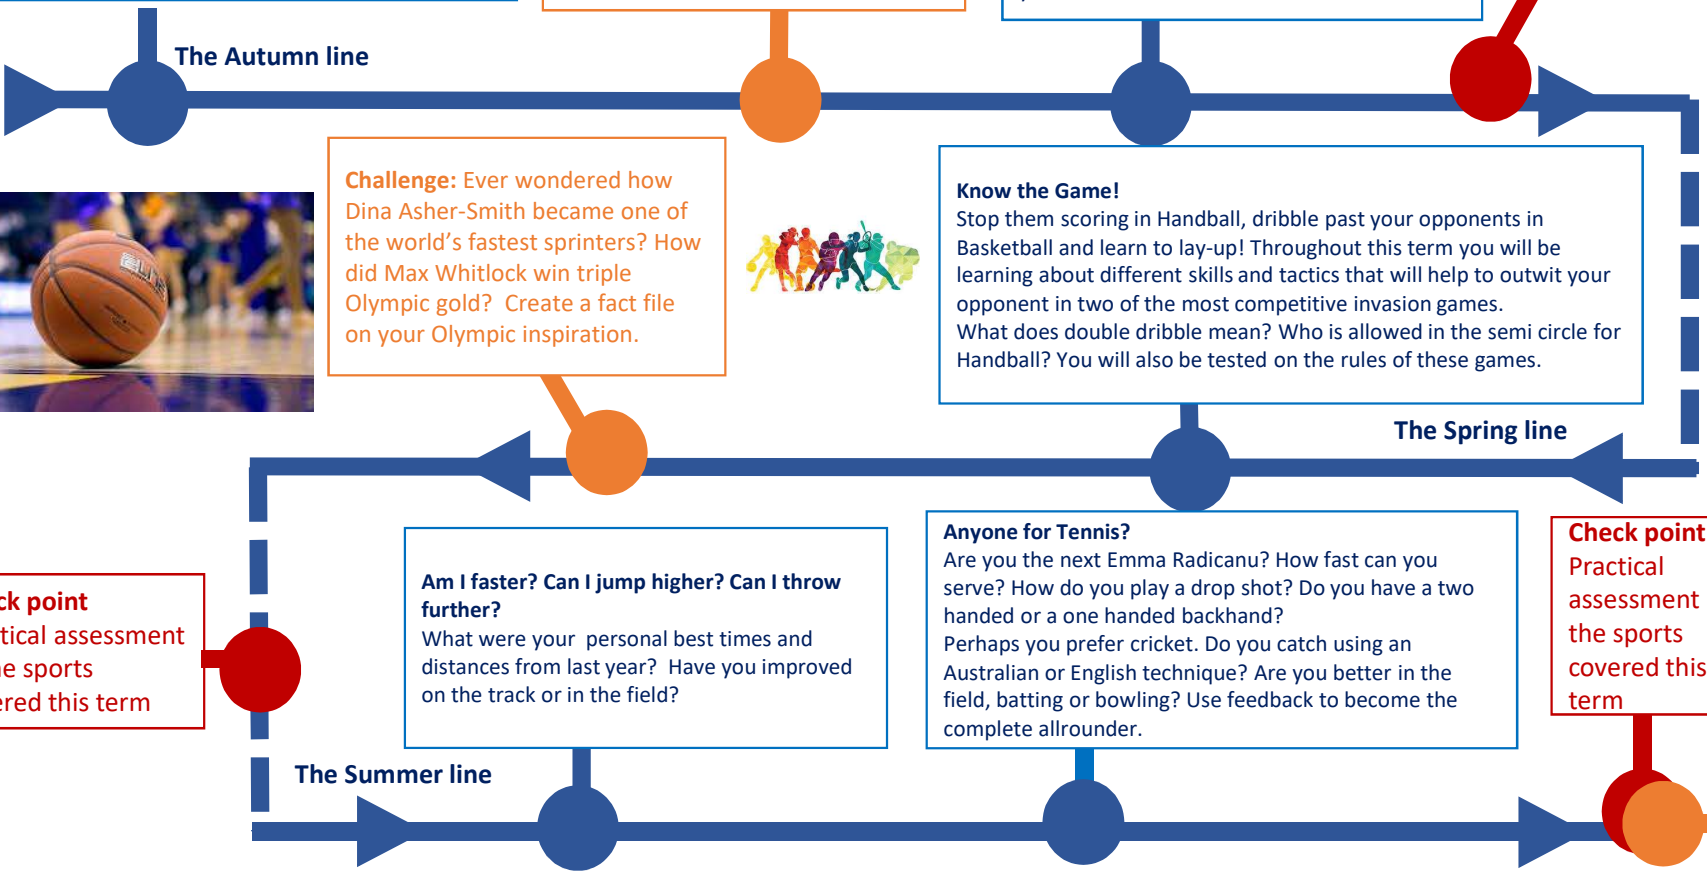 The Autumn line
Challenge: Ever wondered how
Dina Asher-Smith became one of
the world's fastest sprinters? How
did Max Whitlock win triple
Olympic gold?  Create a fact file
on your Olympic inspiration.
Know the Game!
Stop them scoring in Handball, dribble past your opponents in
Basketball and learn to lay-up! Throughout this term you will be
learning about different skills and tactics that will help to outwit your
opponent in two of the most competitive invasion games.
What does double dribble mean? Who is allowed in the semi circle for
Handball? You will also be tested on the rules of these games.
The Spring line
Am I faster? Can I jump higher? Can I throw
further?
What were your  personal best times and
distances from last year?  Have you improved
on the track or in the field?
Anyone for Tennis?
Are you the next Emma Radicanu? How fast can you
serve? How do you play a drop shot? Do you have a two
handed or a one handed backhand?
Perhaps you prefer cricket. Do you catch using an
Australian or English technique? Are you better in the
field, batting or bowling? Use feedback to become the
complete allrounder.
Check point
Practical
assessment
the sports
covered this
term
ck point
tical assessment
e sports
ered this term
The Summer line